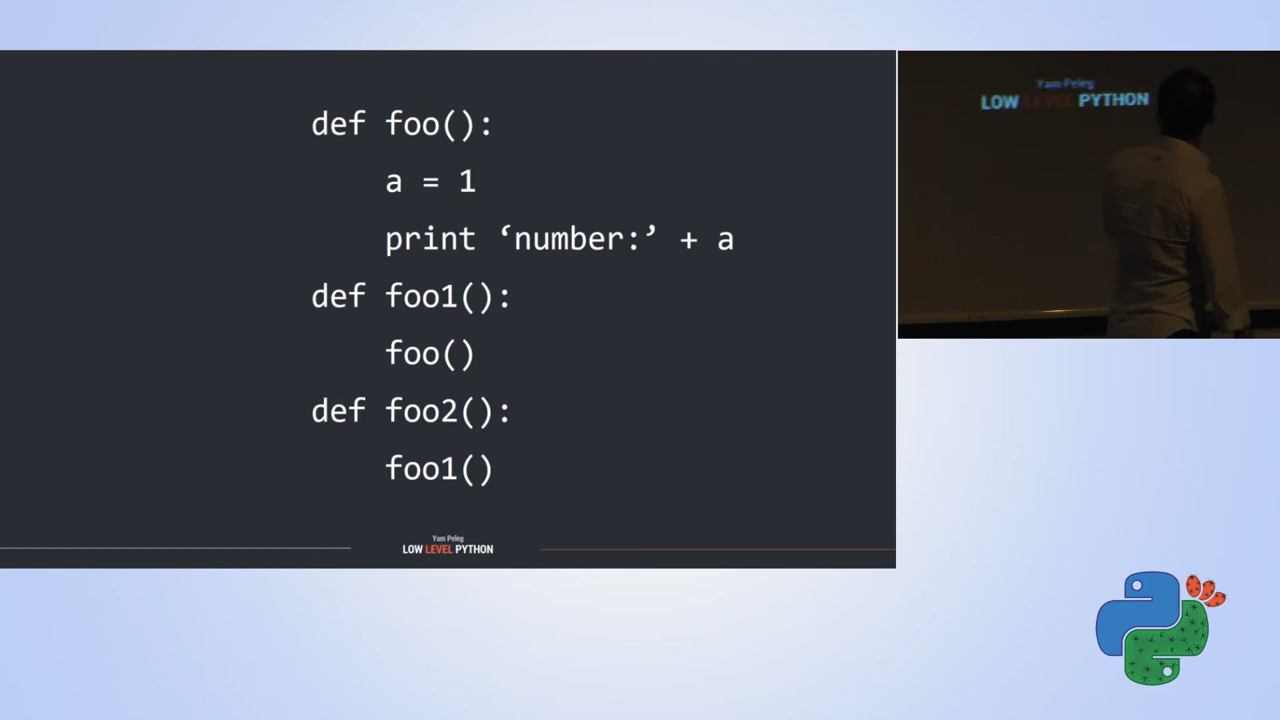 def foo():
    a = 1
    print ‘number:’ + a
def foo1():
    foo()
def foo2():
    foo1()
Yam Peleg
LOW LEVEL PYTHON
Yam Peleg
LOW LEVEL PYTHON